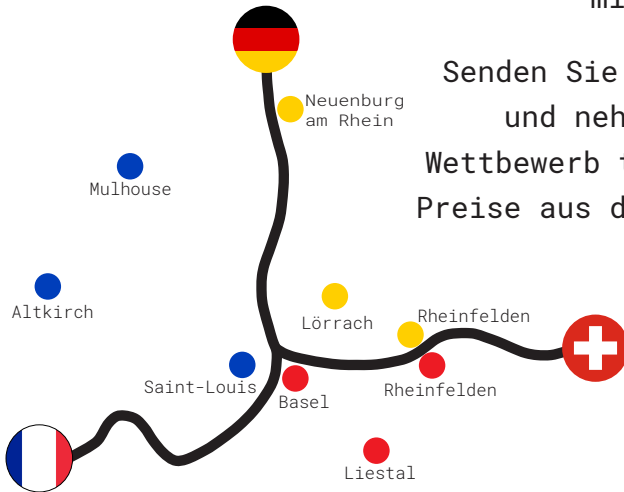 Senden Sie
und neh
Wettbewerb
Preise aus d
Neuenburg
am Rhein
Mulhouse
Altkirch
Lörrach
Rheinfelden
Saint-Louis
Basel
Rheinfelden
Liestal